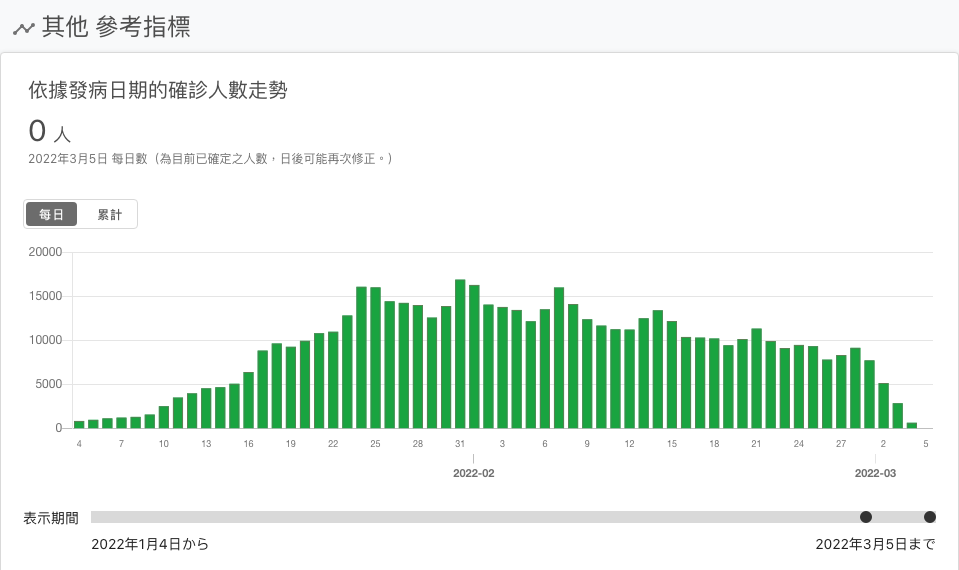 其他 參考指標
依據發病日期的確診人數走勢
0 人
2022年3月5日 每日數（為目前已確定之人數，日後可能再次修正。）
每日 累計
20000
15000
10000
5000
0
4 7 10 13 16 19 22 25 28 31 3 6 9 12 15 18 21 24 27 2 5
2022-02 2022-03
表示期間
2022年1月4日から 2022年3月5日まで